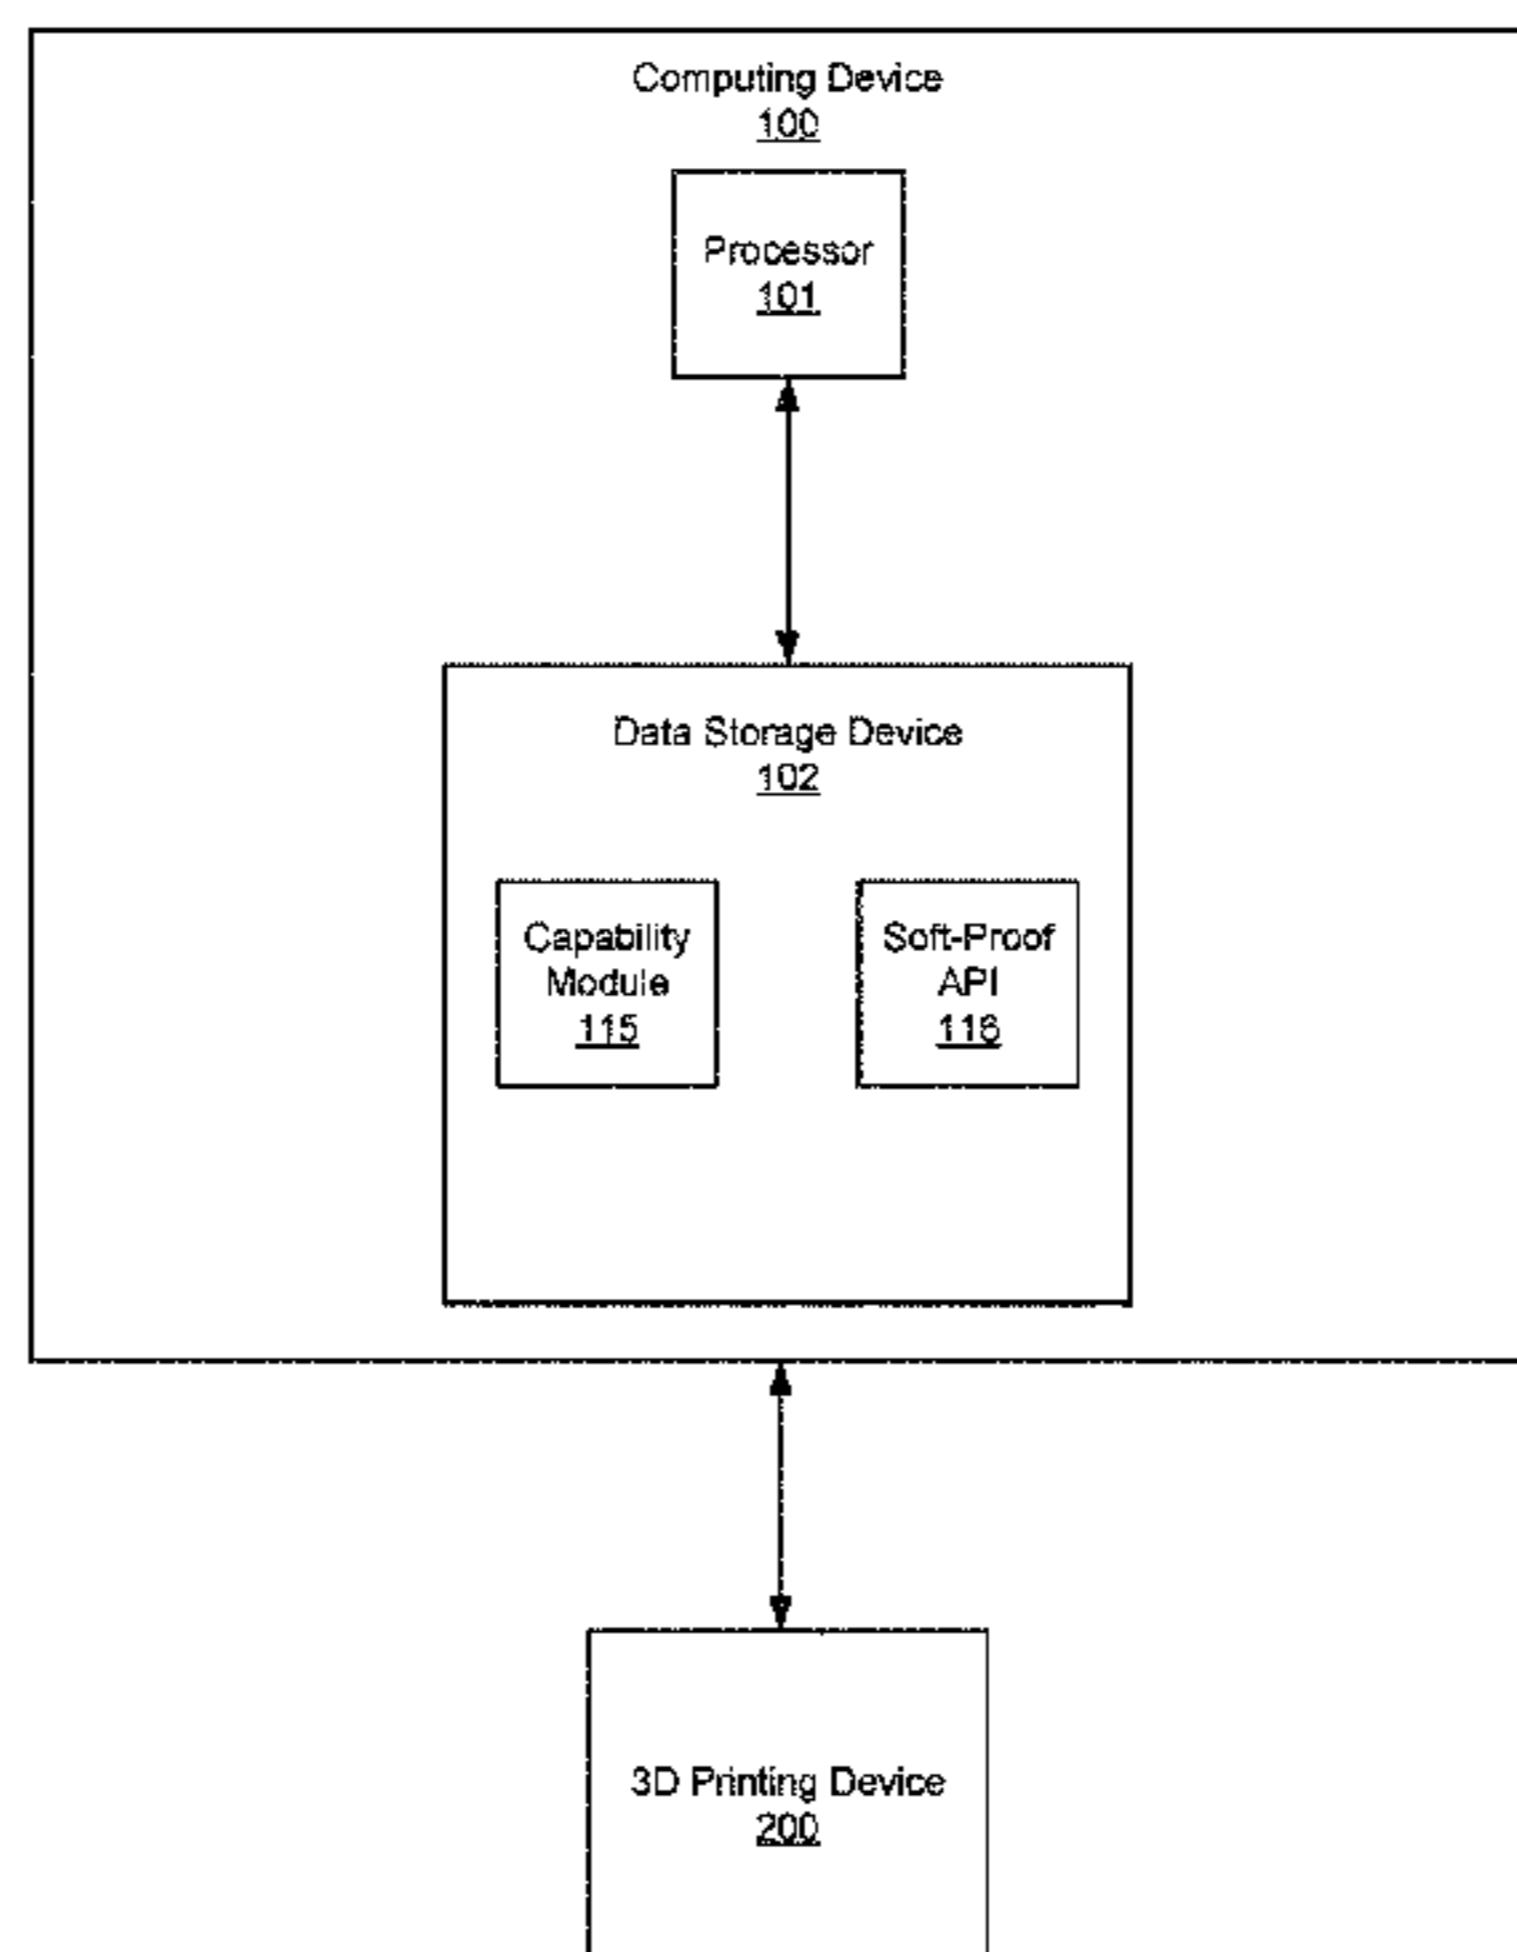 Computing Device
100
Processor
101
Data Storage Device
102
Capability
Module
115
Soft-Proof
API
116
3D Printing Device
200